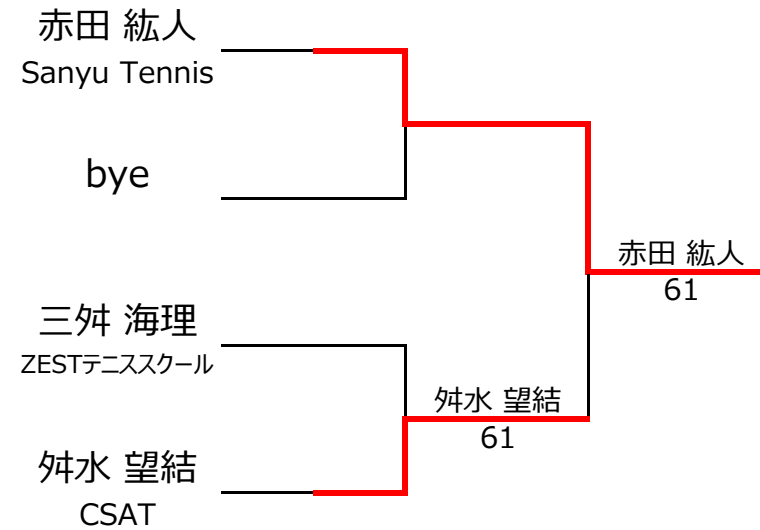 赤田 紘人
Sanyu Tennis
bye
三舛 海理
ZESTテニススクール
舛水 望結
CSAT
舛水 望結
61
赤田 紘人
61